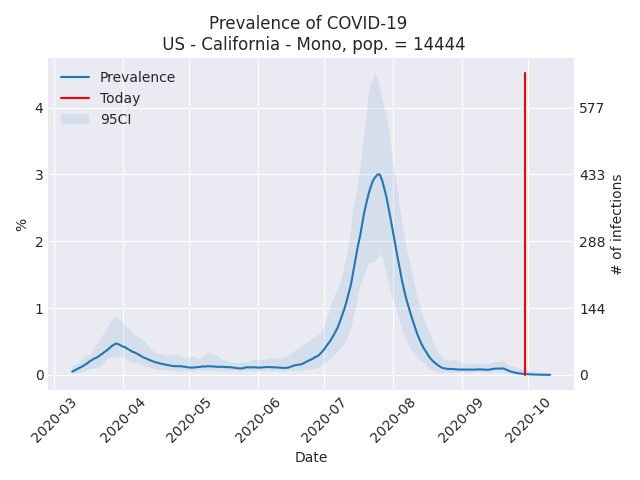 Prevalence of COVID-19
US - California - Mono, pop. = 14444
Prevalence
Today
95CI
%
4
3
2
1
0
577
433
288
144
0
# of infections
2020-03
2020-04
2020-05
2020-06
2020-07
2020-08
2020-09
2020-10
Date